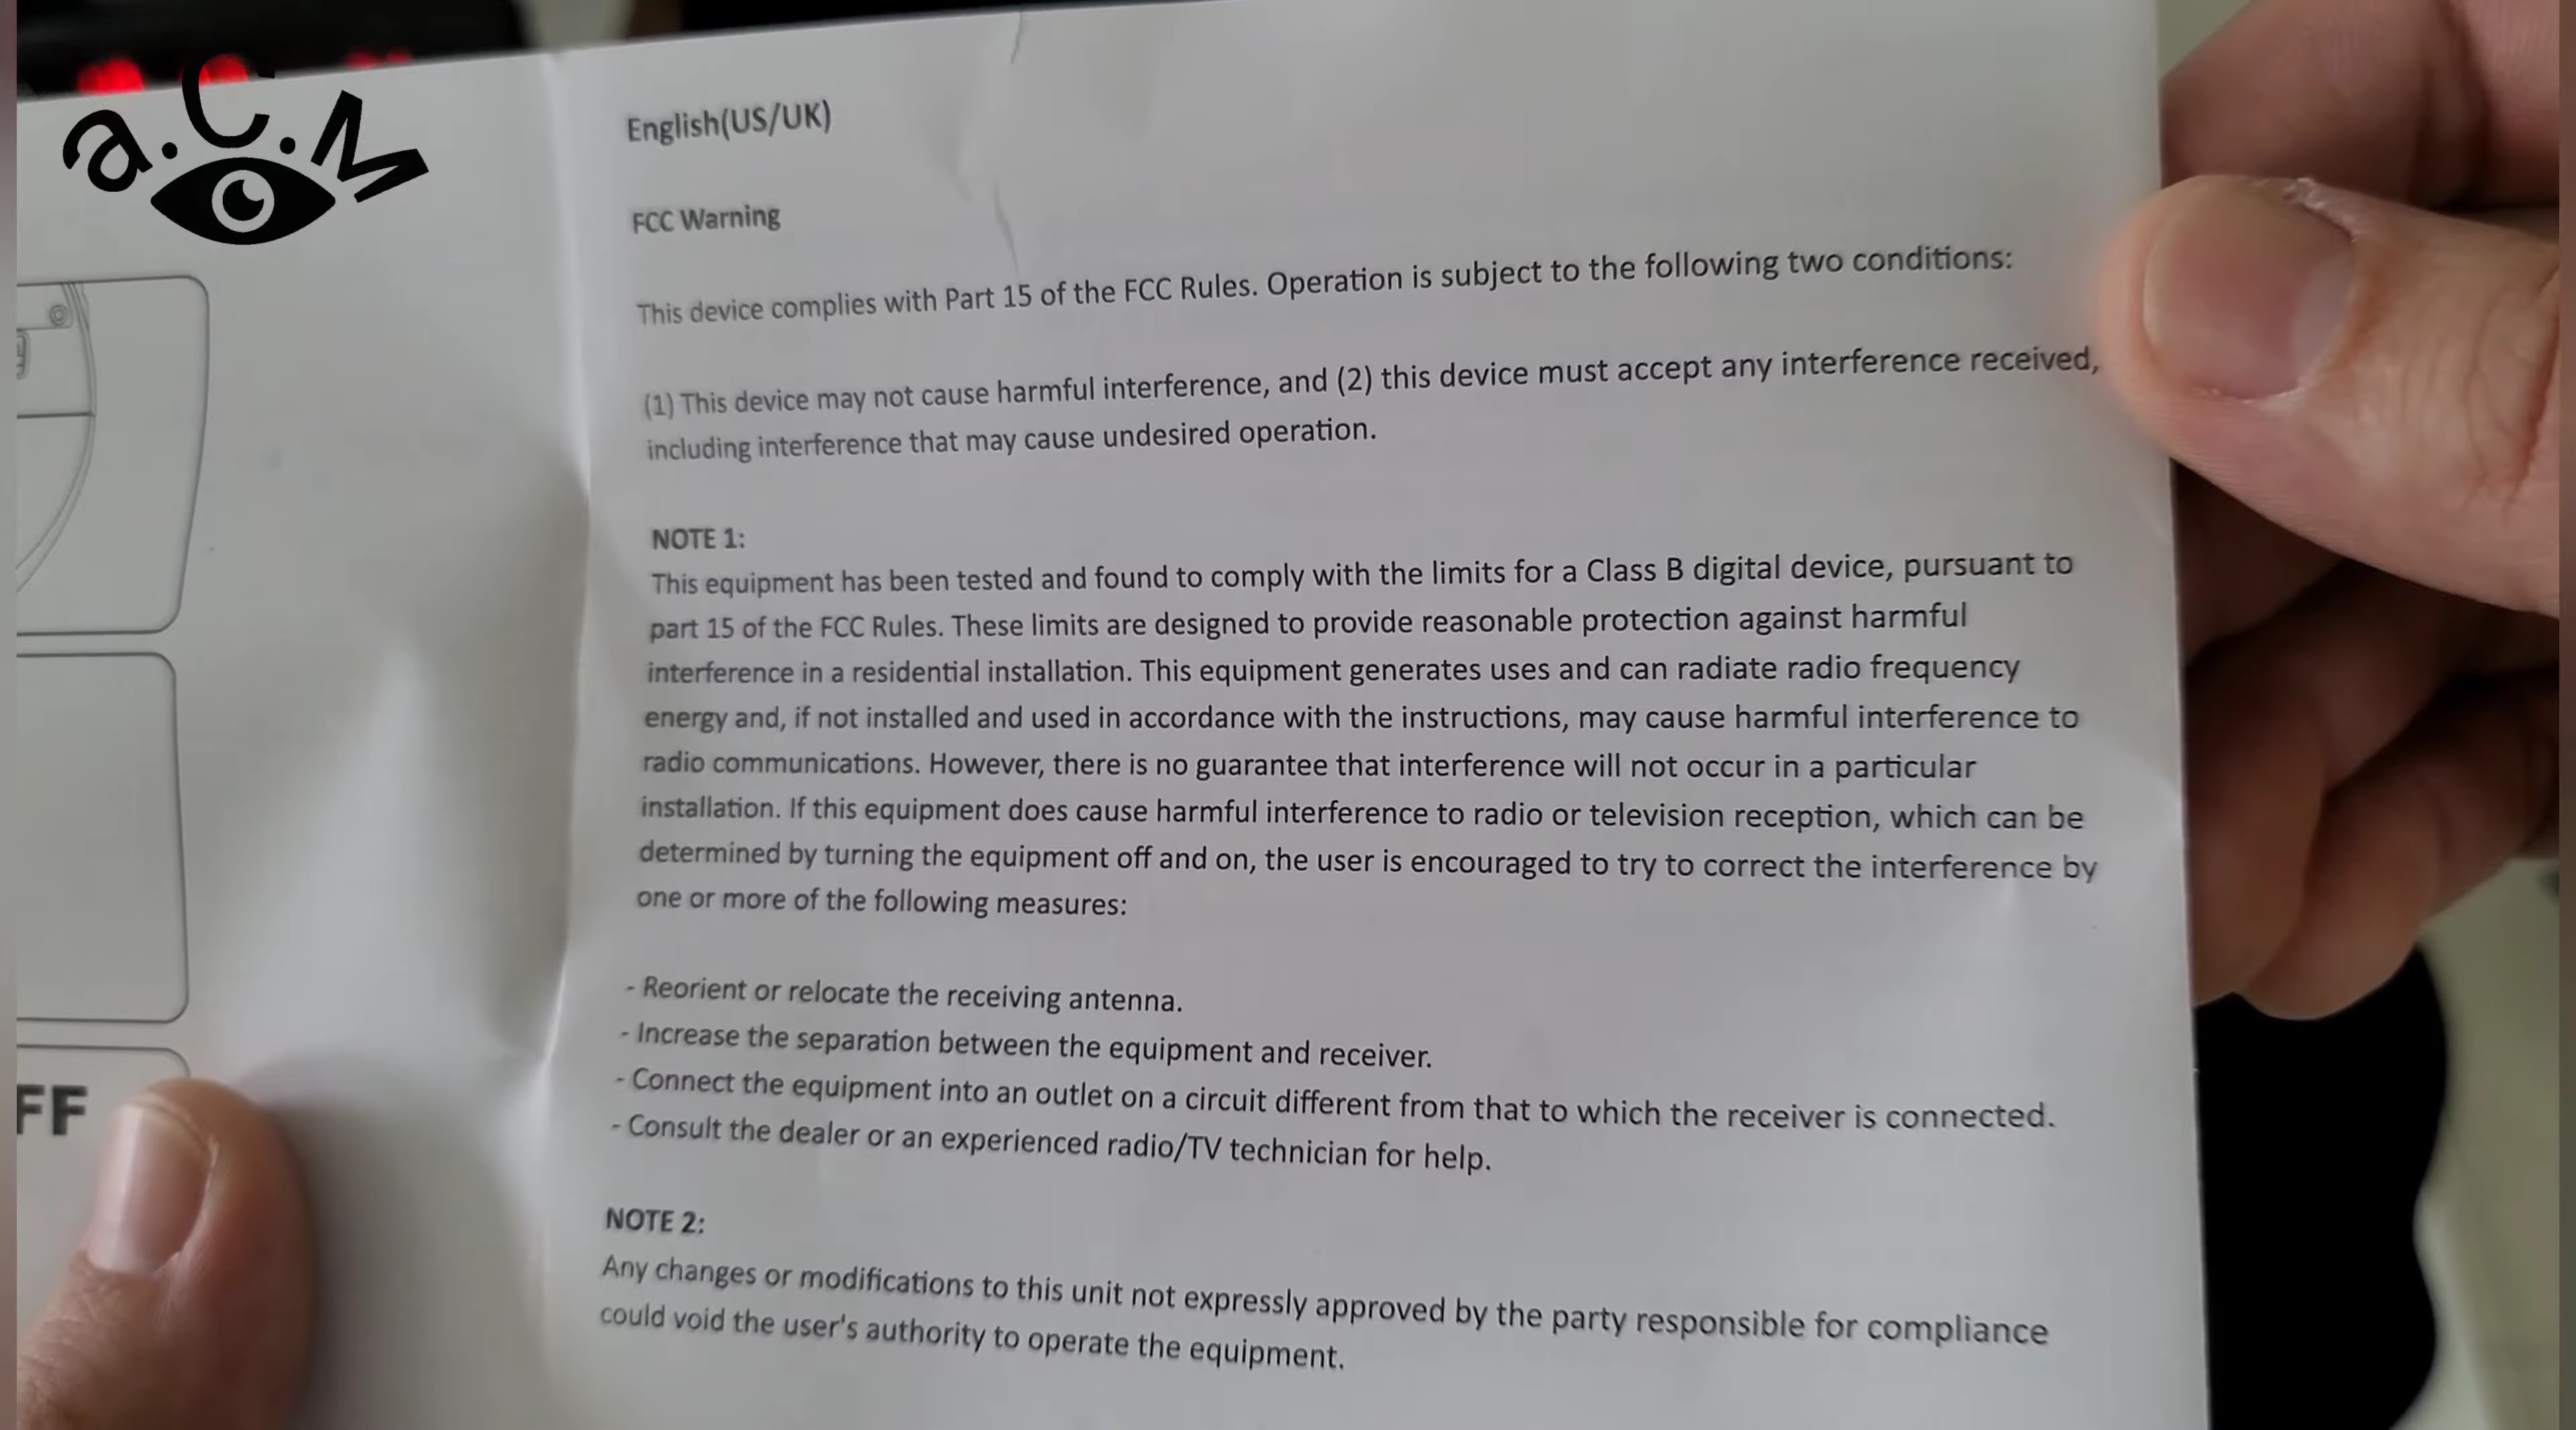 a.C.M
English(US/UK)
FCC Warning
This device complies with Part 15 of the FCC Rules. Operation is subject to the following two conditions:
(1) This device may not cause harmful interference, and (2) this device must accept any interference received,
including interference that may cause undesired operation.
NOTE 1:
This equipment has been tested and found to comply with the limits for a Class B digital device, pursuant to
part 15 of the FCC Rules. These limits are designed to provide reasonable protection against harmful
interference in a residential installation. This equipment generates uses and can radiate radio frequency
energy and, if not installed and used in accordance with the instructions, may cause harmful interference to
radio communications. However, there is no guarantee that interference will not occur in a particular
installation. If this equipment does cause harmful interference to radio or television reception, which can be
determined by turning the equipment off and on, the user is encouraged to try to correct the interference by
one or more of the following measures:
- Reorient or relocate the receiving antenna.
- Increase the separation between the equipment and receiver.
- Connect the equipment into an outlet on a circuit different from that to which the receiver is connected.
- Consult the dealer or an experienced radio/TV technician for help.
NOTE 2:
Any changes or modifications to this unit not expressly approved by the party responsible for compliance
could void the user's authority to operate the equipment.
FF